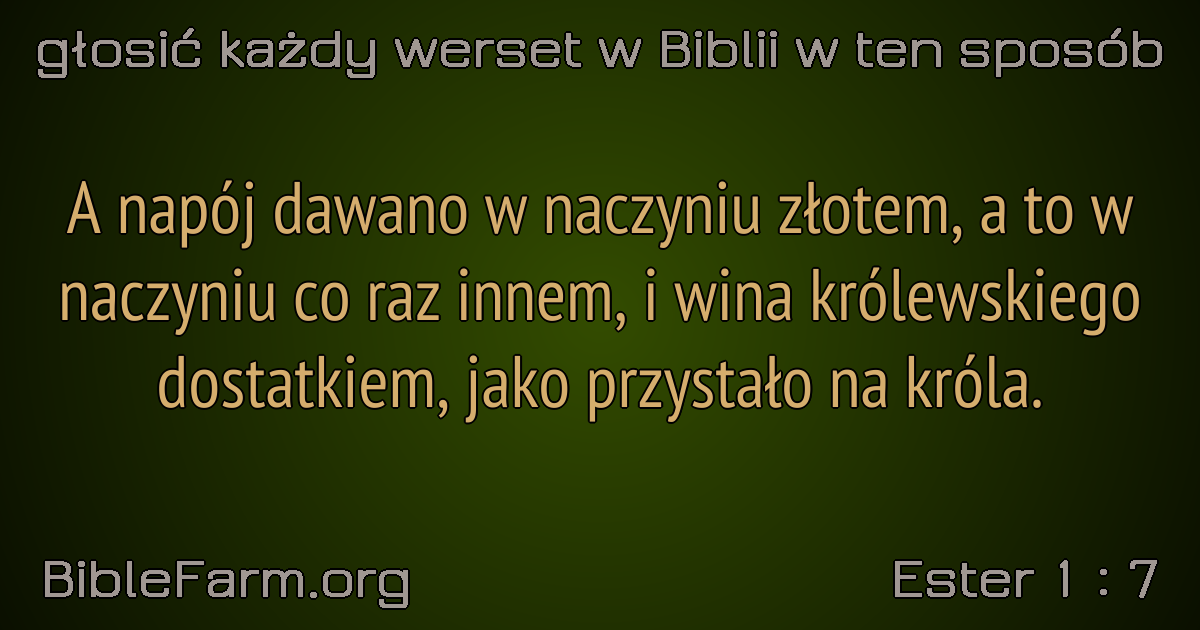 głosić każdy werset w Biblii w ten sposób
A napój dawano w naczyniu złotem, a to w
naczyniu co raz innem, i wina królewskiego
dostatkiem, jako przystało na króla.
BibleFarm.org
Ester 1 : 7